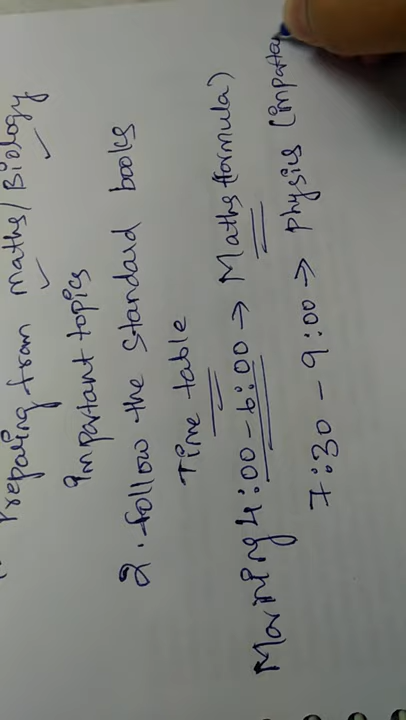 Preparing from maths/Biology
important topics
2. follow the standard books
Time table
Morning 4:00-6:00 → Maths (formula)
7:30 - 9:00 → physics (importa